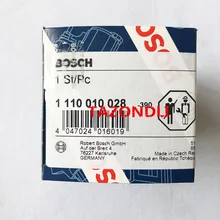 BOSCH
BOSCH
1 St/Pc
1 110 010 028
390
TAZONDLI
4 047024 016019
Robert Bosch GmbH
Auf der Breit 4
76227 Karlsruhe
GERMANY
Made in Czech
Fabriqué en République Tchèque